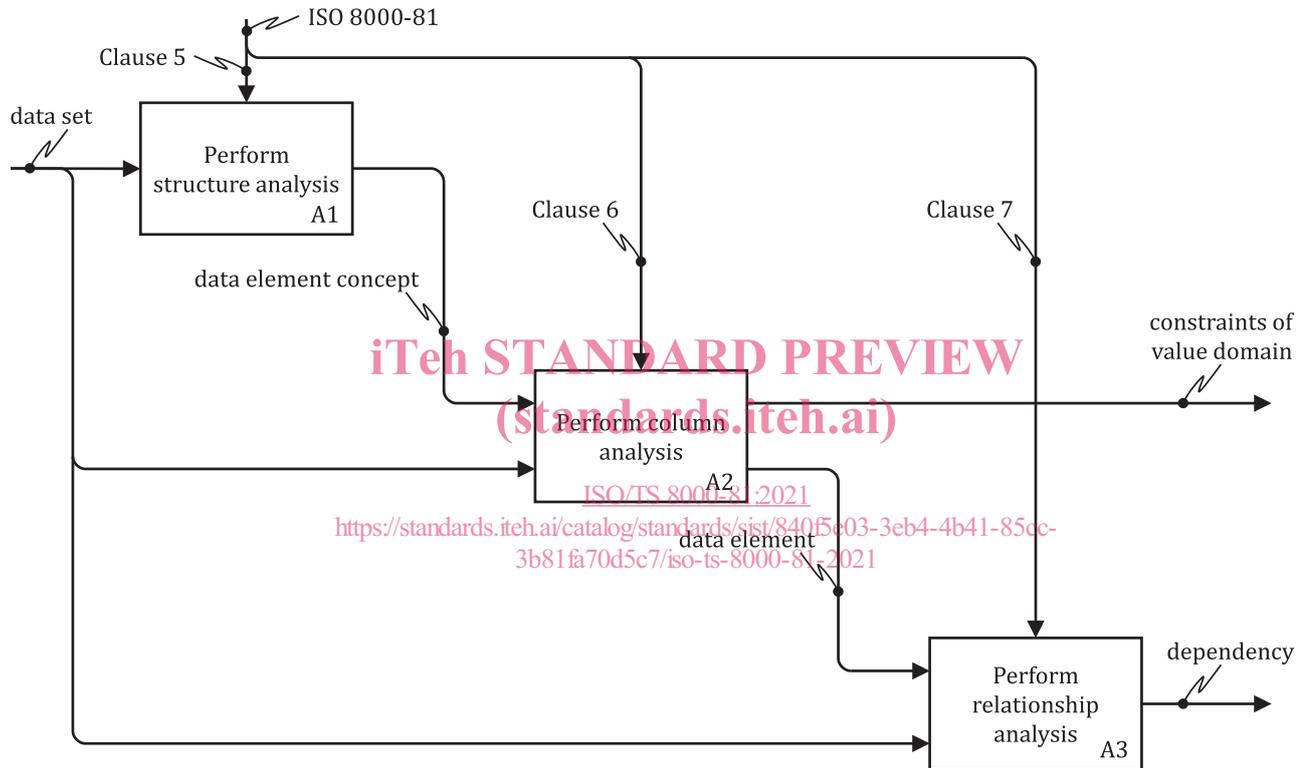 ISO 8000-81
Clause 5
data set
Perform
structure analysis
A1
Clause 6
Clause 7
data element concept
constraints of
value domain
iTeh STANDARD PREVIEW
(standards.iteh.ai)
Perform column
analysis
A2
ISO/TS 8000-81:2021
https://standards.iteh.ai/catalog/standards/sist/840f5e03-3eb4-4b41-85cc-
3b81fa70d5c7/iso-ts-8000-81-2021
data element
dependency
Perform
relationship
analysis
A3